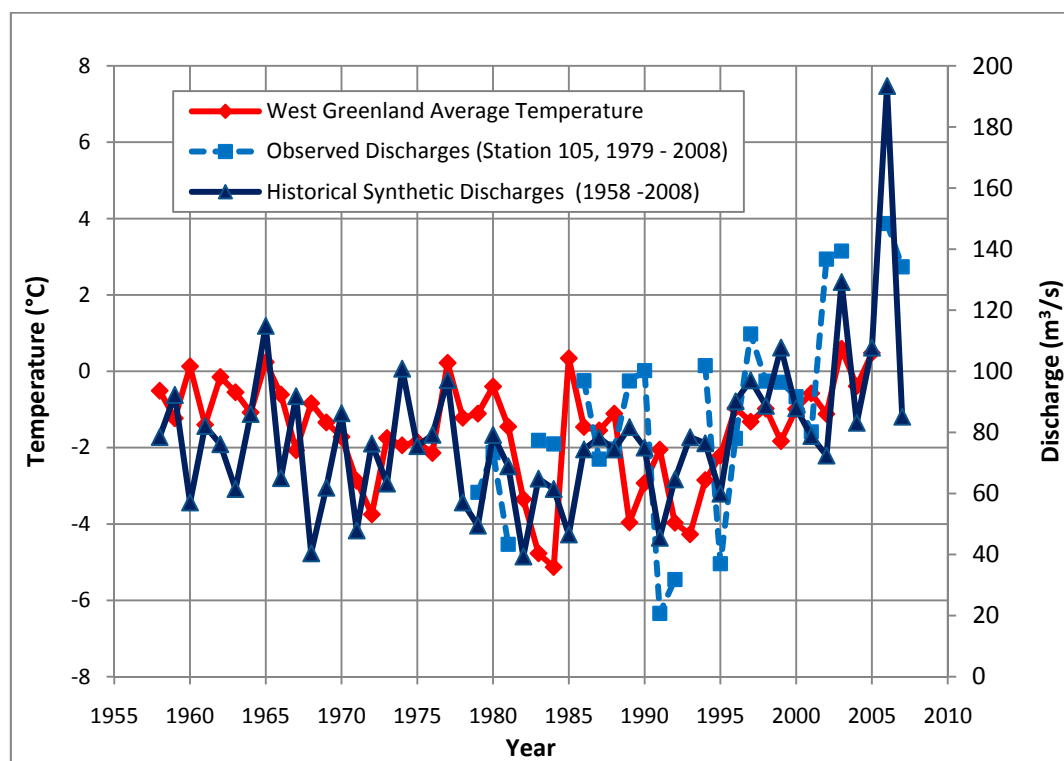 8
6
4
2
0
-2
-4
-6
-8
Temperature (°C)
West Greenland Average Temperature
Observed Discharges (Station 105, 1979 - 2008)
Historical Synthetic Discharges (1958 -2008)
200
180
160
140
120
100
80
60
40
20
0
Discharge (m³/s)
1955 1960 1965 1970 1975 1980 1985 1990 1995 2000 2005 2010
Year